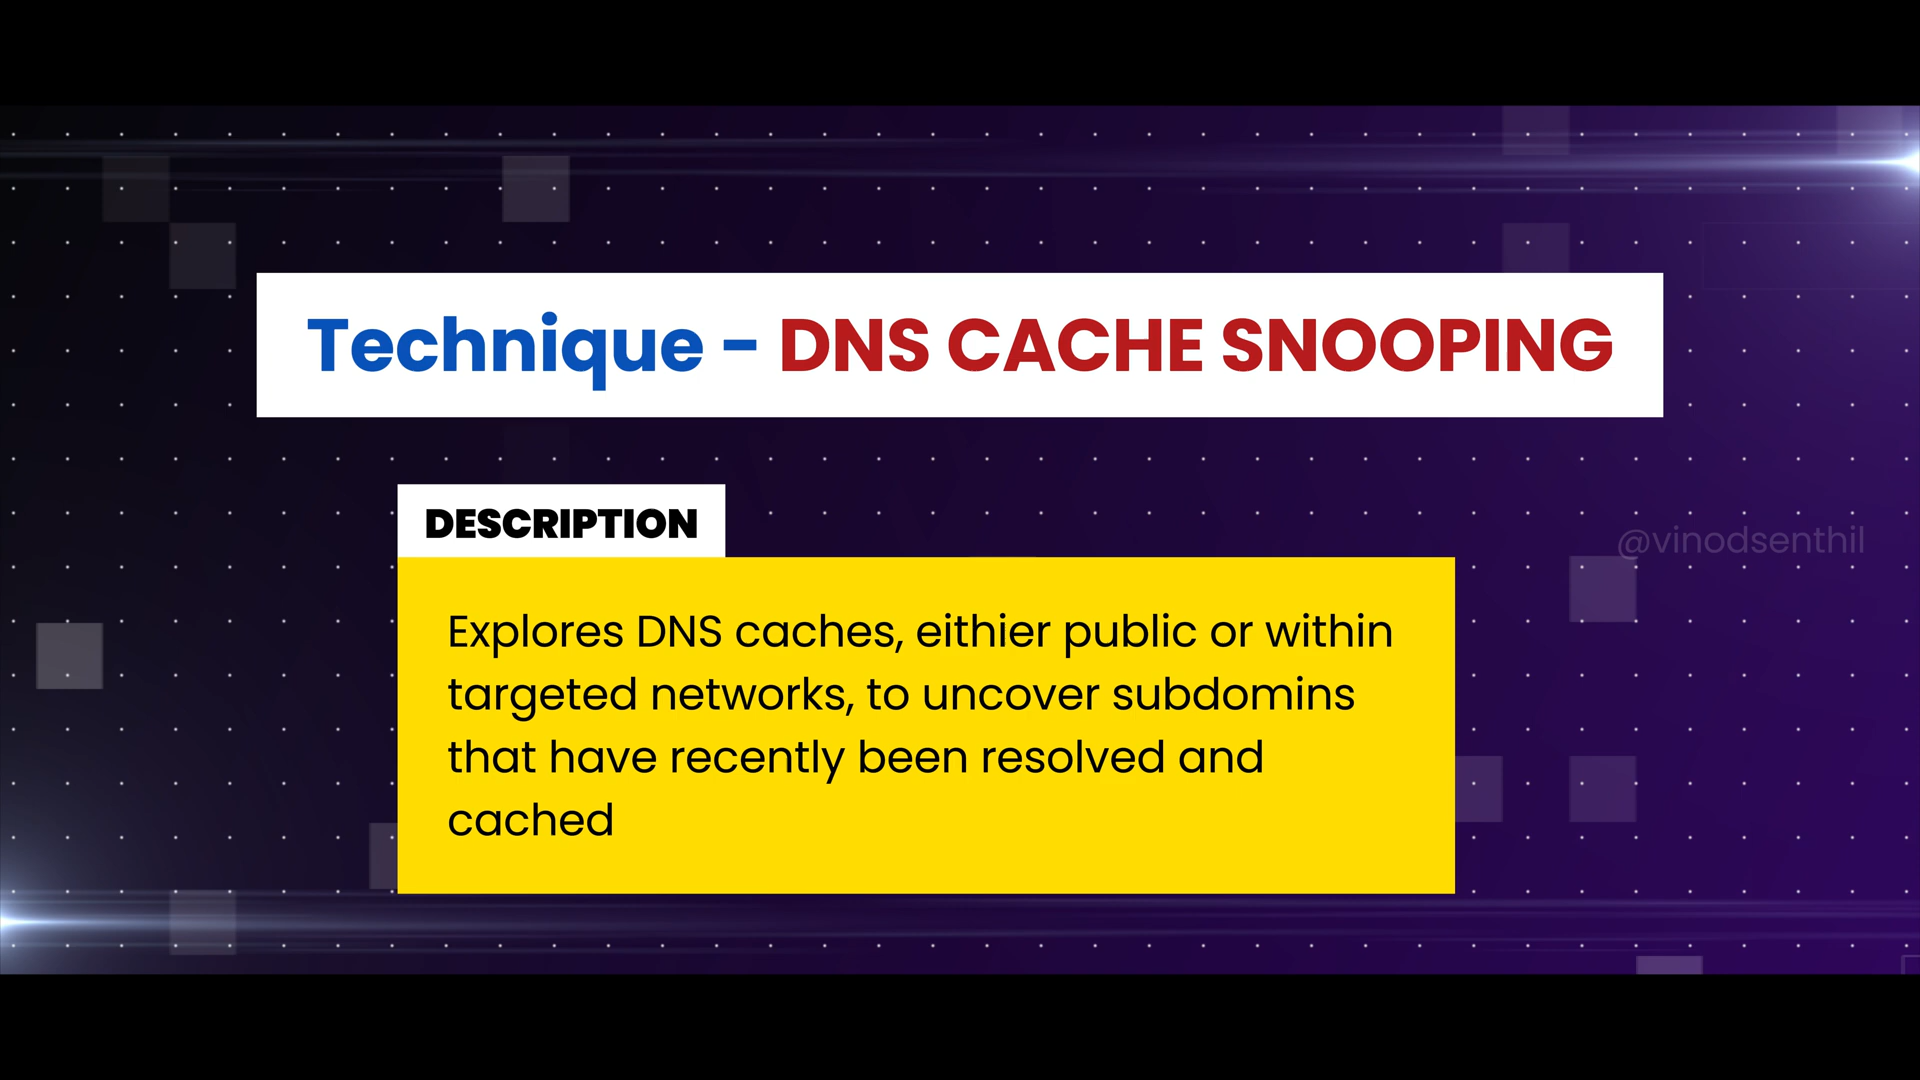 Technique - DNS CACHE SNOOPING
DESCRIPTION
@vinodsenthil
Explores DNS caches, eithier public or within
targeted networks, to uncover subdomins
that have recently been resolved and
cached